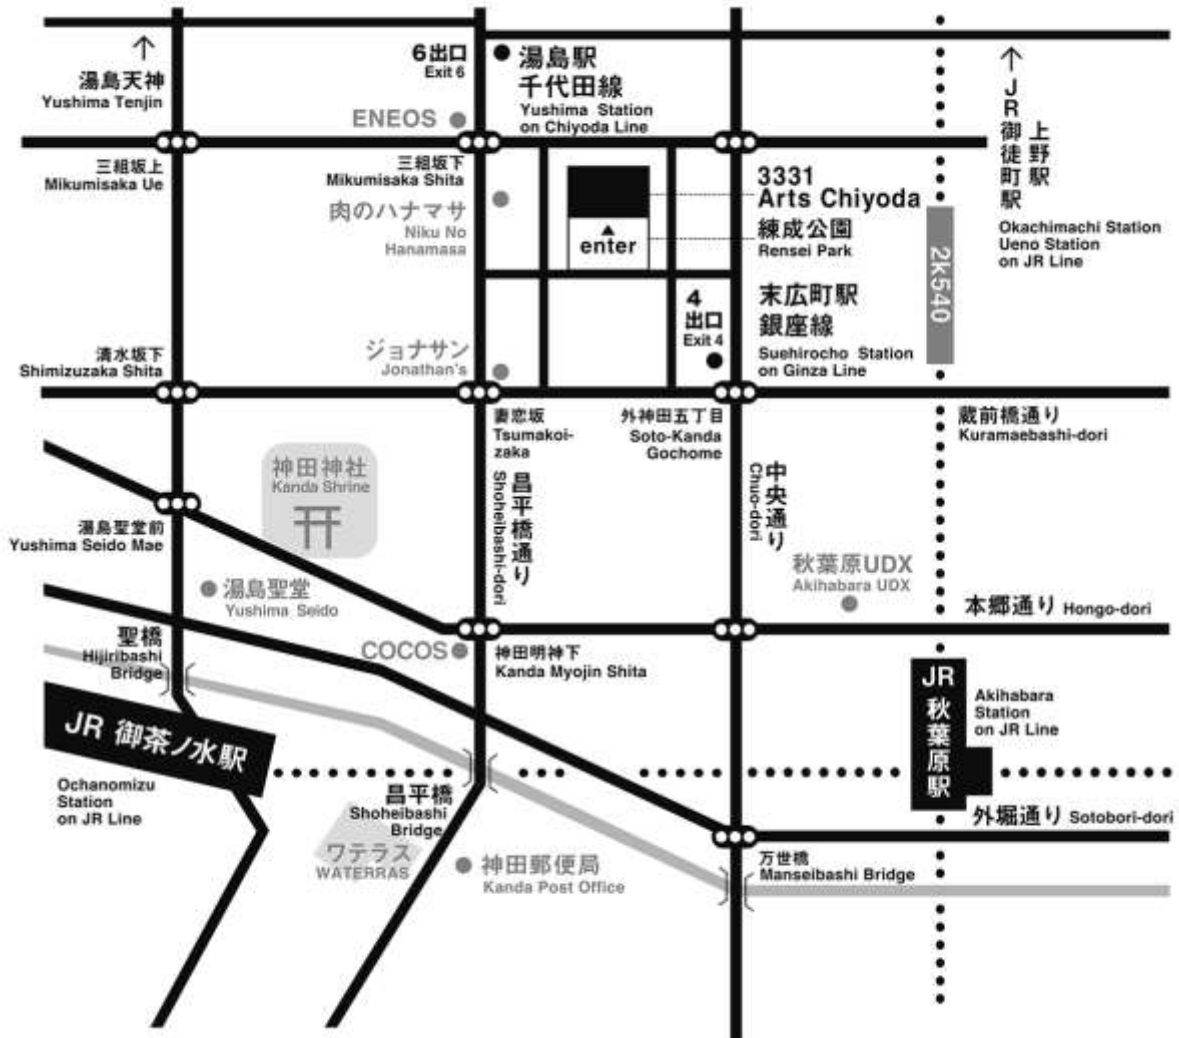 湯島天神
Yushima Tenjin
6出口
Exit 6
湯島駅
千代田線
Yushima Station
on Chiyoda Line
ENEOS
JR御徒町駅
上野駅
Okachimachi Station
Ueno Station
on JR Line
三組坂上
Mikumisaka Ue
三組坂下
Mikumisaka Shita
肉のハナマサ
Niku No
Hanamasa
enter
3331
Arts Chiyoda
練成公園
Rensei Park
2k540
4
出口
Exit 4
末広町駅
銀座線
Suehirocho Station
on Ginza Line
清水坂下
Shimizuzaka Shita
ジョナサン
Jonathan's
妻恋坂
Tsumakoi-
zaka
外神田五丁目
Soto-Kanda
Gochome
蔵前橋通り
Kuramaebashi-dori
神田神社
Kanda Shrine
昌平橋通り
Shoheibashi-dori
中央通り
Chuo-dori
湯島聖堂前
Yushima Seido Mae
湯島聖堂
Yushima Seido
秋葉原UDX
Akihabara UDX
本郷通り Hongo-dori
聖橋
Hijiribashi
Bridge
COCOS
神田明神下
Kanda Myojin Shita
JR 御茶ノ水駅
Ochanomizu
Station
on JR Line
JR
秋葉原駅
Akihabara
Station
on JR Line
昌平橋
Shoheibashi
Bridge
外堀通り Sotobori-dori
ワテラス
WATERRAS
神田郵便局
Kanda Post Office
万世橋
Manseibashi Bridge